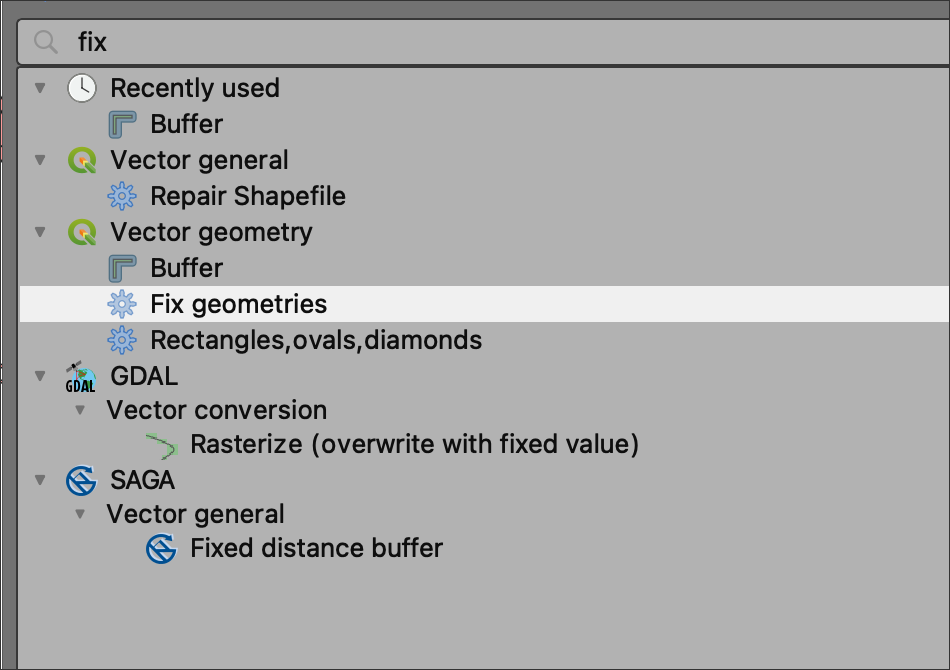 fix
Recently used
Buffer
Vector general
Repair Shapefile
Vector geometry
Buffer
Fix geometries
Rectangles,ovals,diamonds
GDAL GDAL
Vector conversion
Rasterize (overwrite with fixed value)
SAGA
Vector general
Fixed distance buffer